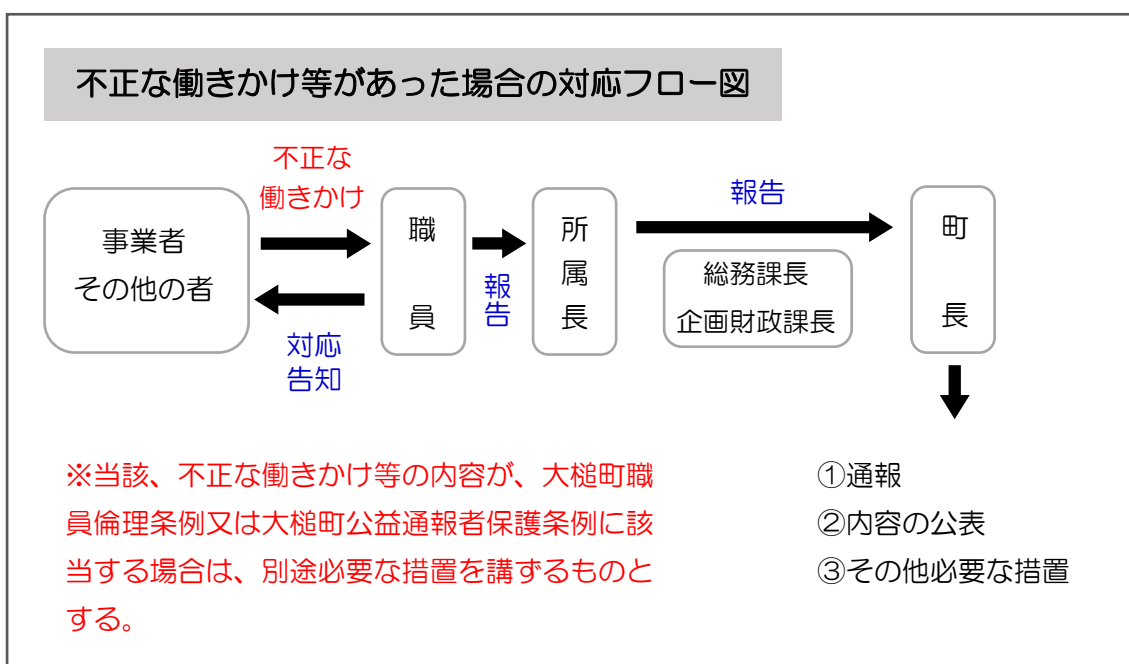 不正な働きかけ等があった場合の対応フロー図
不正な
働きかけ
事業者
その他の者
対応
告知
職員
報告
所属長
報告
総務課長
企画財政課長
町長
※当該、不正な働きかけ等の内容が、大槌町職
員倫理条例又は大槌町公益通報者保護条例に該
当する場合は、別途必要な措置を講ずるものと
する。
①通報
②内容の公表
③その他必要な措置